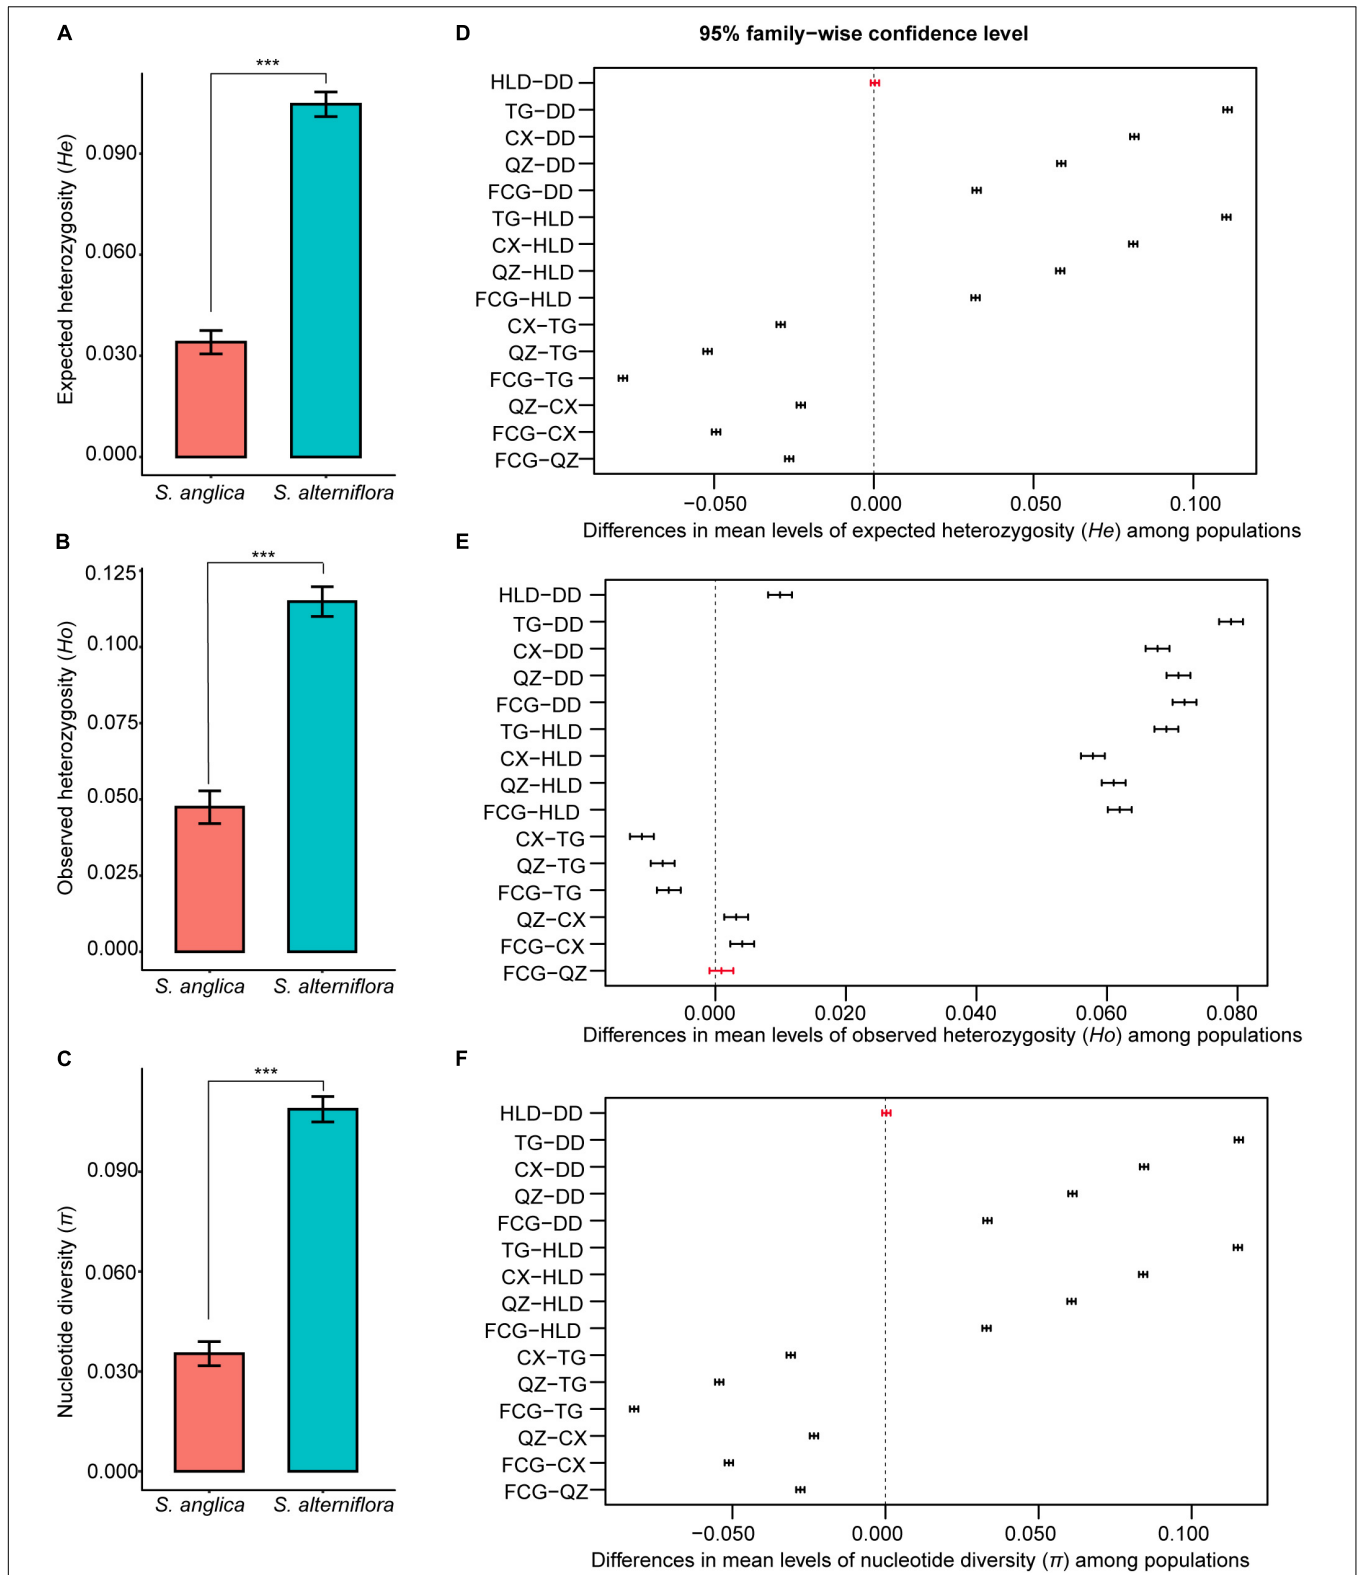 A
***
Expected heterozygosity (He)
0.090
0.060
0.030
0.000
S. anglica
S. alterniflora
B
***
Observed heterozygosity (Ho)
0.125
0.100
0.075
0.050
0.025
0.000
S. anglica
S. alterniflora
C
***
Nucleotide diversity (π)
0.090
0.060
0.030
0.000
S. anglica
S. alterniflora
D
95% family−wise confidence level
HLD−DD
TG−DD
CX−DD
QZ−DD
FCG−DD
TG−HLD
CX−HLD
QZ−HLD
FCG−HLD
CX−TG
QZ−TG
FCG−TG
QZ−CX
FCG−CX
FCG−QZ
−0.050 0.000 0.050 0.100
Differences in mean levels of expected heterozygosity (He) among populations
E
HLD−DD
TG−DD
CX−DD
QZ−DD
FCG−DD
TG−HLD
CX−HLD
QZ−HLD
FCG−HLD
CX−TG
QZ−TG
FCG−TG
QZ−CX
FCG−CX
FCG−QZ
0.000 0.020 0.040 0.060 0.080
Differences in mean levels of observed heterozygosity (Ho) among populations
F
HLD−DD
TG−DD
CX−DD
QZ−DD
FCG−DD
TG−HLD
CX−HLD
QZ−HLD
FCG−HLD
CX−TG
QZ−TG
FCG−TG
QZ−CX
FCG−CX
FCG−QZ
−0.050 0.000 0.050 0.100
Differences in mean levels of nucleotide diversity (π) among populations